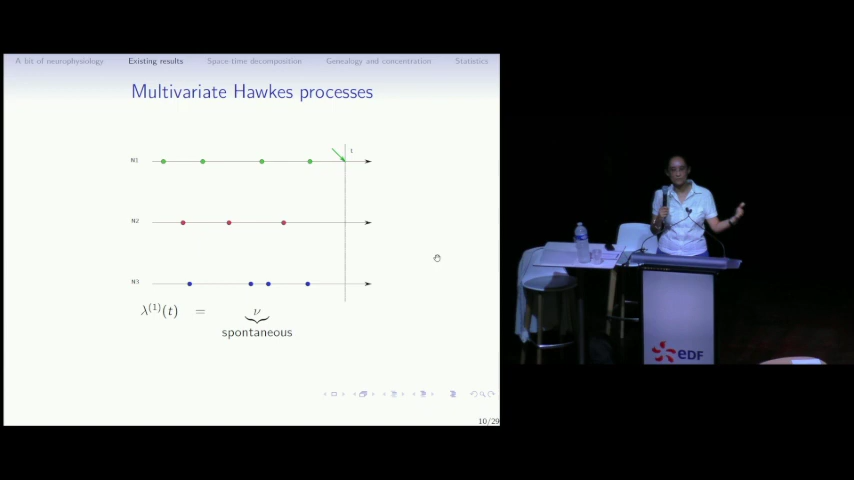 A bit of neurophysiology Existing results Space-time decomposition Genealogy and concentration Statistics
Multivariate Hawkes processes
t
N1
N2
N3
λ⁽¹⁾(t) = ν
spontaneous
10/29
eDF